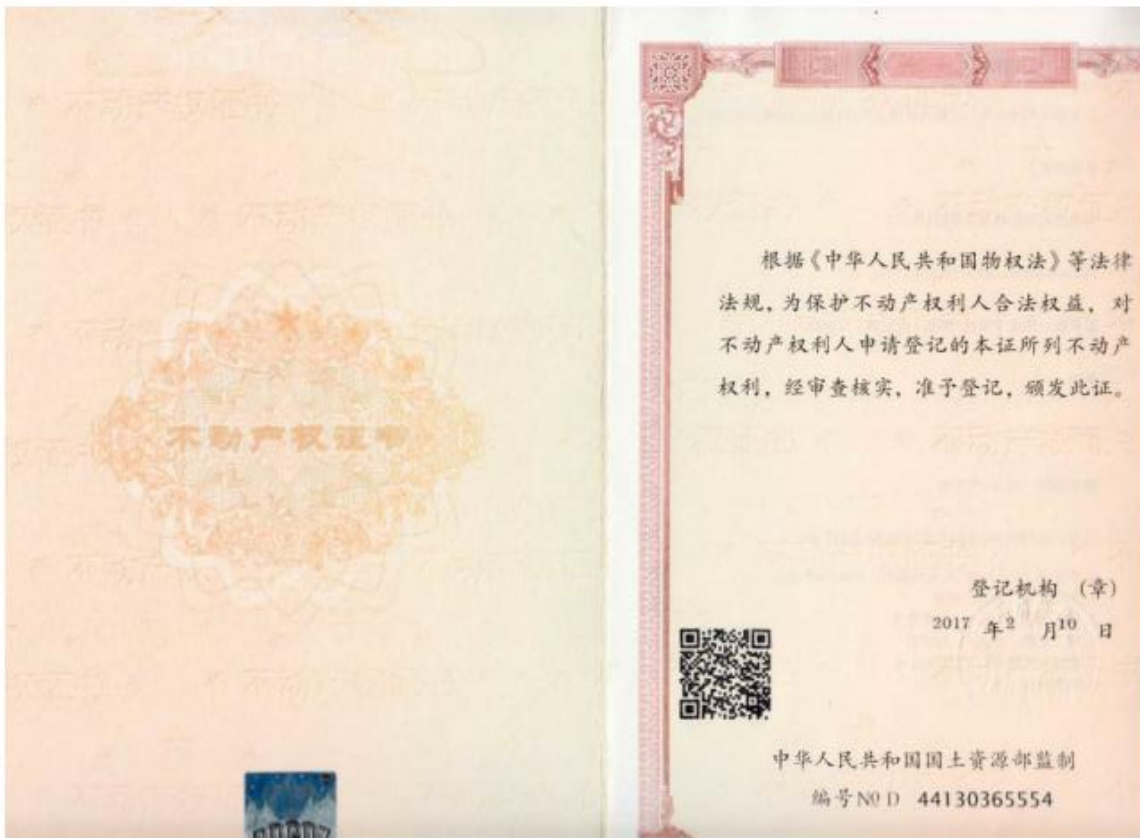 不动产权证书
根据《中华人民共和国物权法》等法律
法规，为保护不动产权利人合法权益，对
不动产权利人申请登记的本证所列不动产
权利，经审查核实，准予登记，颁发此证。
登记机构 (章)
2017 年 2 月 10 日
中华人民共和国国土资源部监制
编号 №D 44130365554